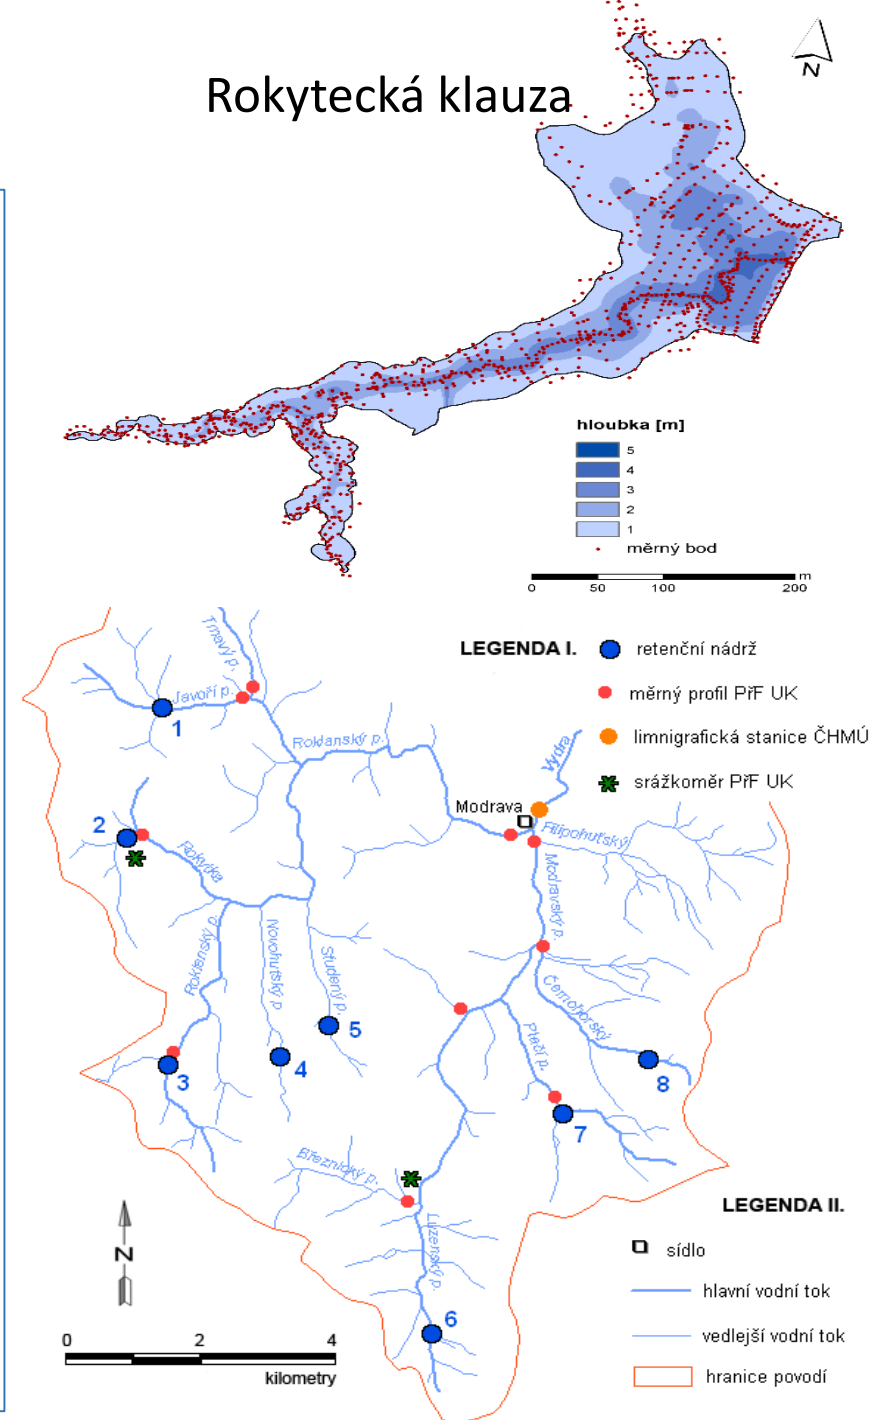 Rokytecká klauza
N
hloubka [m]
5
4
3
2
1
měrný bod
0 50 100 200 m
LEGENDA I.
retenční nádrž
měrný profil PřF UK
limnigrafická stanice ČHMÚ
srážkoměr PřF UK
Tmavý p.
Javoří p.
1
Roklanský p.
Vydra
Modrava
Filipohuťský
2
Rokytka
Modravský p.
Roklanský p.
Novohuťský p.
Studený p.
Černohorský
Ptačí p.
5
4
3
8
7
Březnický p.
Luzenský p.
6
N
0 2 4
kilometry
LEGENDA II.
sídlo
hlavní vodní tok
vedlejší vodní tok
hranice povodí